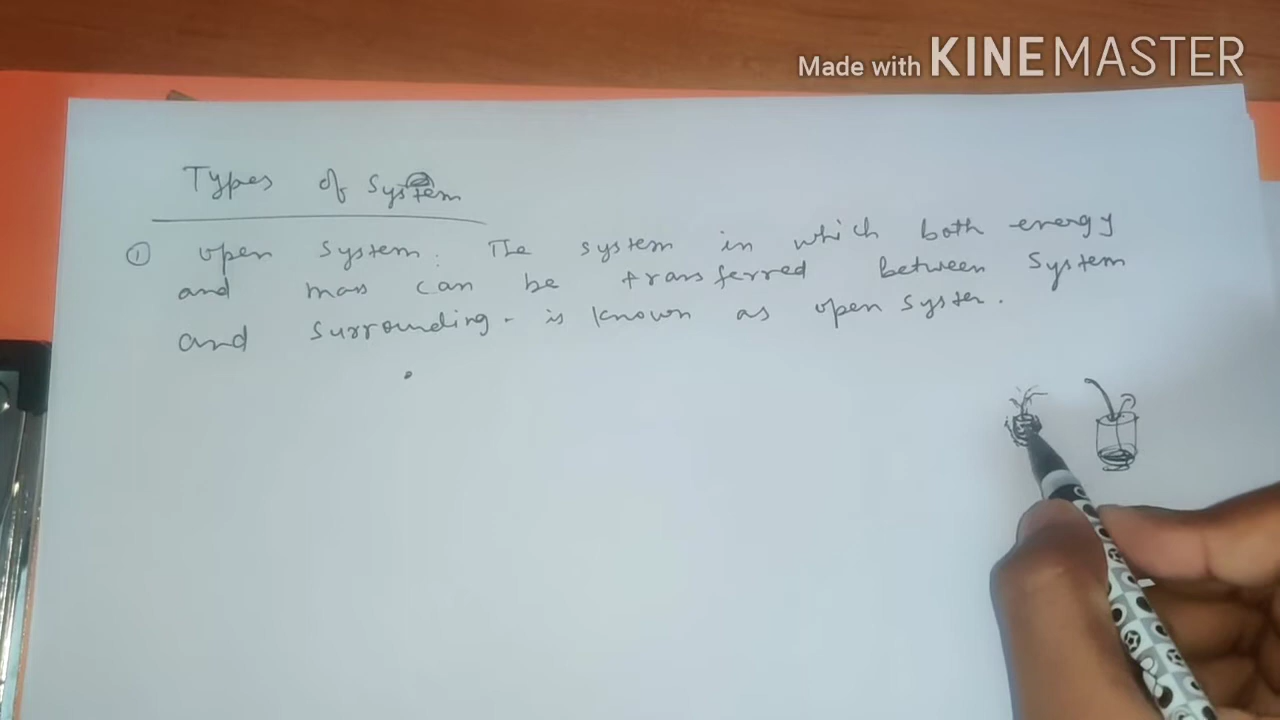 Made with KINEMASTER
Types of System
① open system: The system in which both energy
and mass can be transferred between system
and surrounding. is known as open syster.